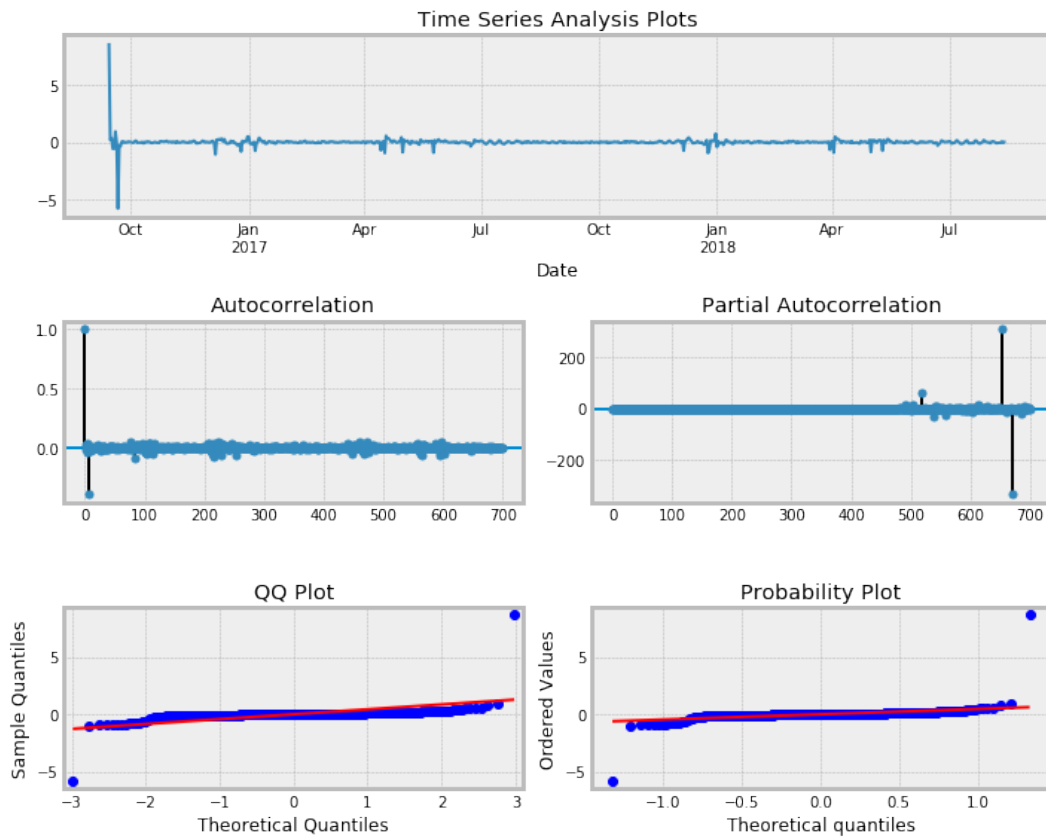 Time Series Analysis Plots
5
0
−5
Oct Jan Apr Jul Oct Jan Apr Jul
2017 2018
Date
Autocorrelation
1.0
0.5
0.0
0 100 200 300 400 500 600 700
Partial Autocorrelation
200
0
−200
0 100 200 300 400 500 600 700
QQ Plot
Sample Quantiles
5
0
−5
−3 −2 −1 0 1 2 3
Theoretical Quantiles
Probability Plot
Ordered Values
5
0
−5
−1.0 −0.5 0.0 0.5 1.0
Theoretical quantiles